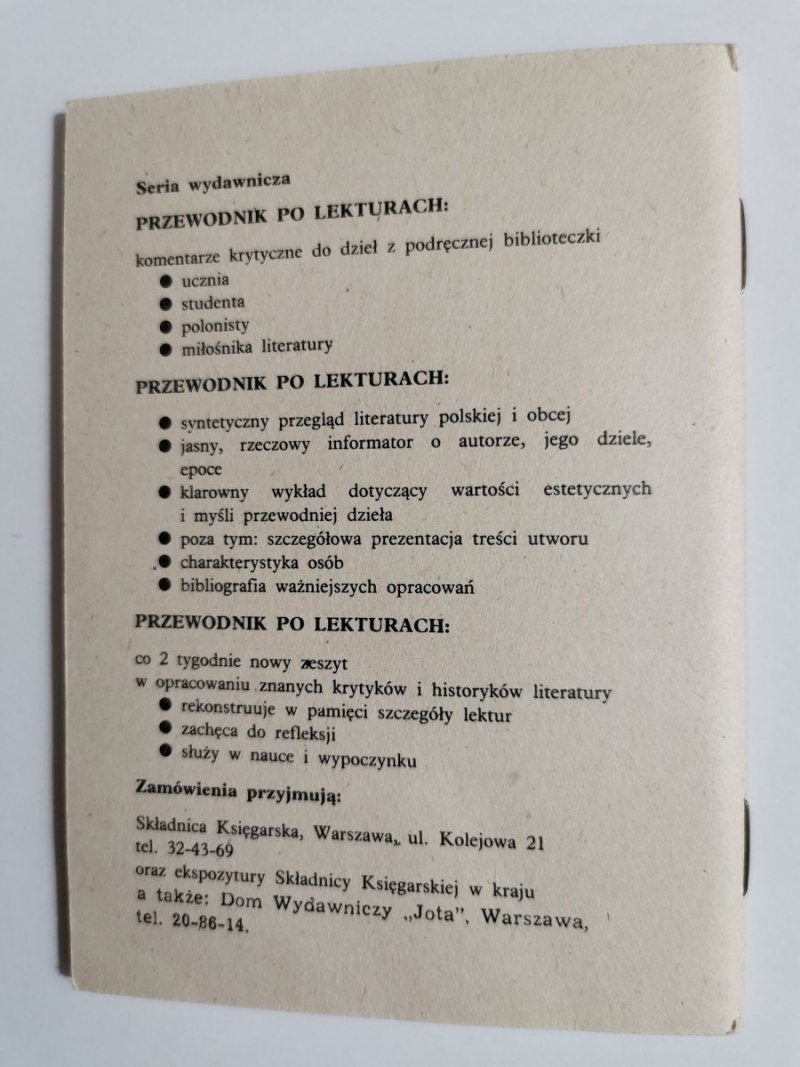 Seria wydawnicza
PRZEWODNIK PO LEKTURACH:
komentarze krytyczne do dzieł z podręcznej biblioteczki
● ucznia
● studenta
● polonisty
● miłośnika literatury
PRZEWODNIK PO LEKTURACH:
● syntetyczny przegląd literatury polskiej i obcej
● jasny, rzeczowy informator o autorze, jego dziele,
epoce
● klarowny wykład dotyczący wartości estetycznych
i myśli przewodniej dzieła
● poza tym: szczegółowa prezentacja treści utworu
● charakterystyka osób
● bibliografia ważniejszych opracowań
PRZEWODNIK PO LEKTURACH:
co 2 tygodnie nowy zeszyt
w opracowaniu znanych krytyków i historyków literatury
● rekonstruuje w pamięci szczegóły lektur
● zachęca do refleksji
● służy w nauce i wypoczynku
Zamówienia przyjmują:
Składnica Księgarska, Warszawa, ul. Kolejowa 21
tel. 32-43-69
oraz ekspozytury Składnicy Księgarskiej w kraju
a także: Dom Wydawniczy „Jota”, Warszawa,
tel. 20-86-14.